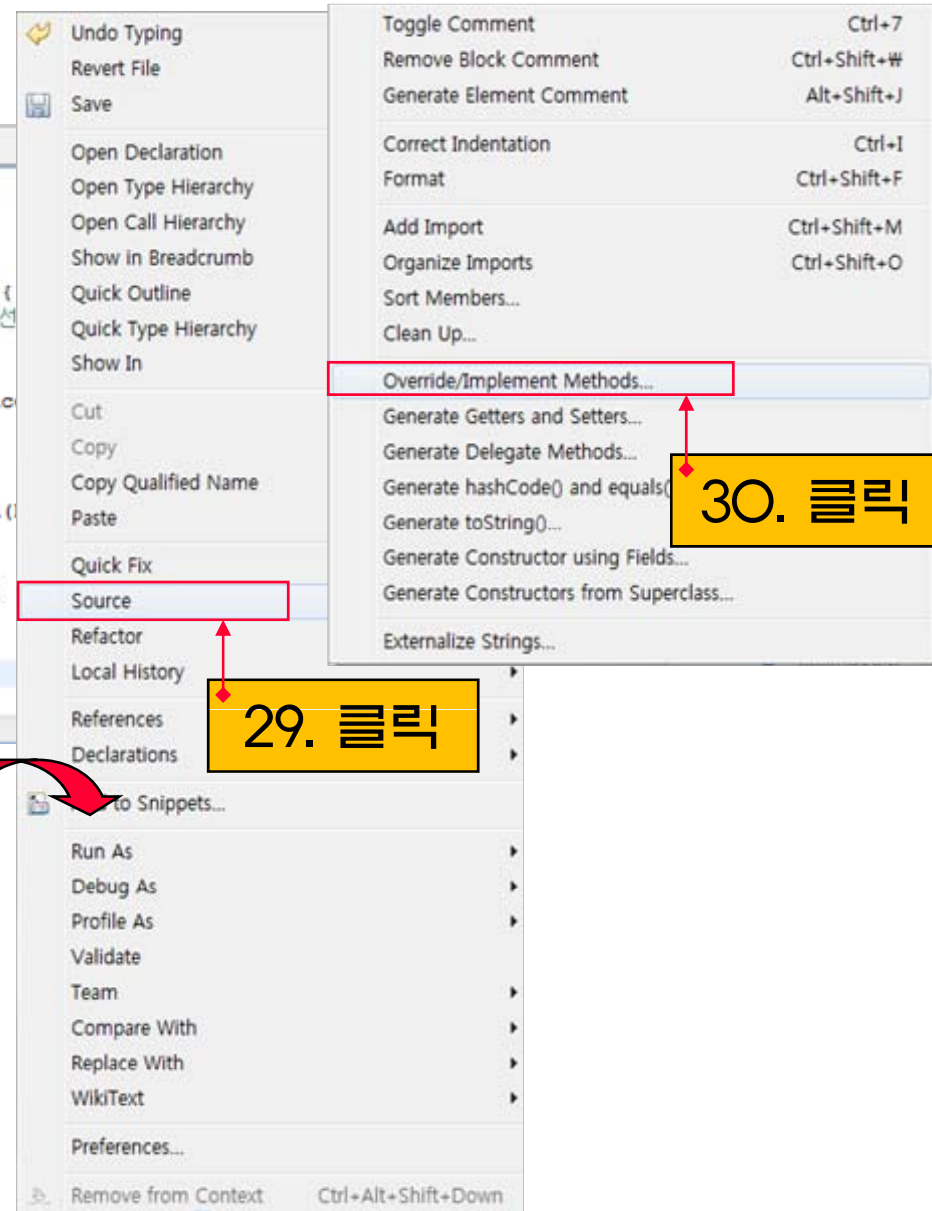 Undo Typing
Revert File
Save
Open Declaration
Open Type Hierarchy
Open Call Hierarchy
Show in Breadcrumb
Quick Outline
Quick Type Hierarchy
Show In
Cut
Copy
Copy Qualified Name
Paste
Quick Fix
Source
Refactor
Local History
References
Declarations
to Snippets...
Run As
Debug As
Profile As
Validate
Team
Compare With
Replace With
WikiText
Preferences...
Remove from Context Ctrl+Alt+Shift+Down
Toggle Comment Ctrl+7
Remove Block Comment Ctrl+Shift+₩
Generate Element Comment Alt+Shift+J
Correct Indentation Ctrl+I
Format Ctrl+Shift+F
Add Import Ctrl+Shift+M
Organize Imports Ctrl+Shift+O
Sort Members...
Clean Up...
Override/Implement Methods...
Generate Getters and Setters...
Generate Delegate Methods...
Generate hashCode() and equals(
Generate toString()...
Generate Constructor using Fields...
Generate Constructors from Superclass...
Externalize Strings...
30. 클릭
29. 클릭
{
선